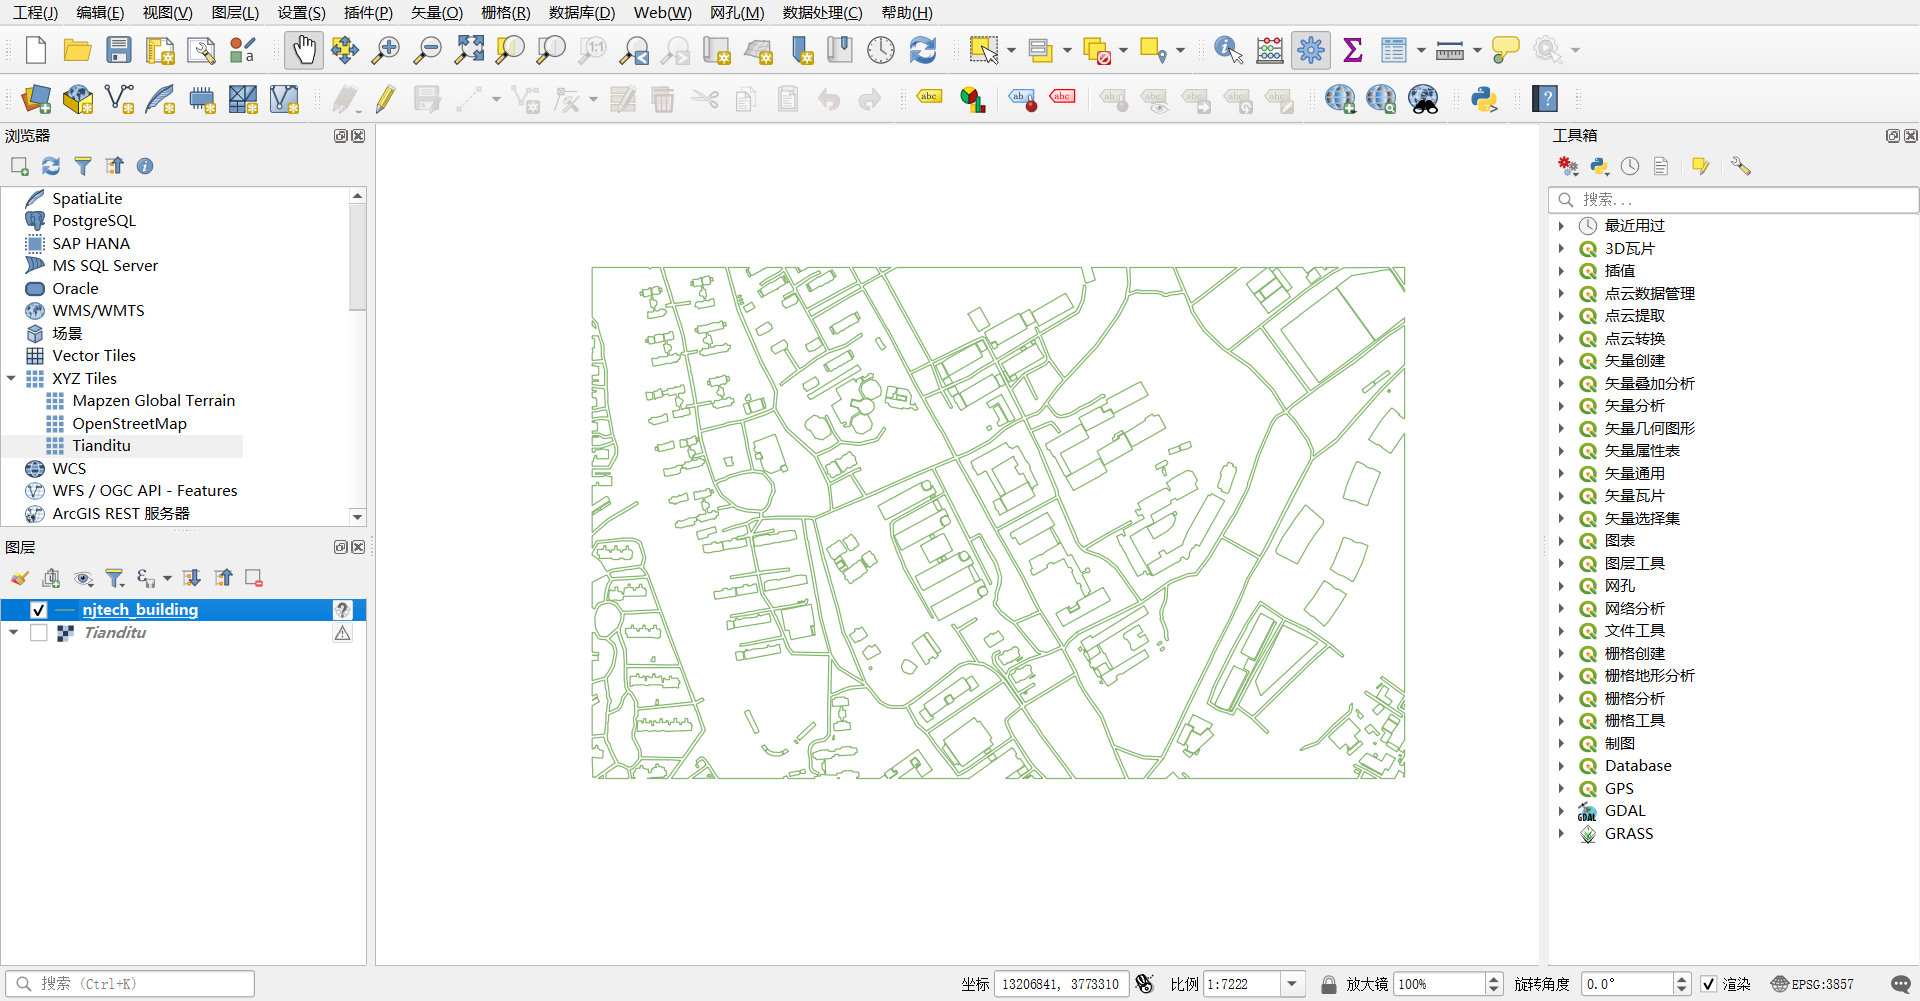 工程(J) 编辑(E) 视图(V) 图层(L) 设置(S) 插件(P) 矢量(O) 栅格(R) 数据库(D) Web(W) 网孔(M) 数据处理(C) 帮助(H)
浏览器
SpatiaLite
PostgreSQL
SAP HANA
MS SQL Server
Oracle
WMS/WMTS
场景
Vector Tiles
XYZ Tiles
Mapzen Global Terrain
OpenStreetMap
Tianditu
WCS
WFS / OGC API - Features
ArcGIS REST 服务器
图层
njtech_building
Tianditu
工具箱
搜索...
最近用过
3D瓦片
插值
点云数据管理
点云提取
点云转换
矢量创建
矢量叠加分析
矢量分析
矢量几何图形
矢量属性表
矢量通用
矢量瓦片
矢量选择集
图表
图层工具
网孔
网络分析
文件工具
栅格创建
栅格地形分析
栅格分析
栅格工具
制图
Database
GPS
GDAL
GRASS
搜索 (Ctrl+K)
坐标 13206841, 3773310 比例 1:7222 放大镜 100% 旋转角度 0.0° 渲染 EPSG:3857